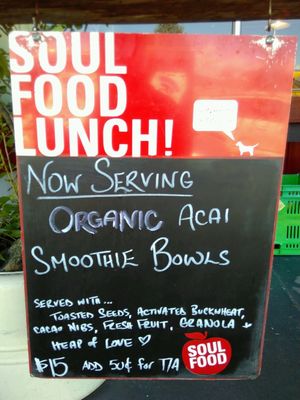 SOUL
FOOD
LUNCH!
NOW SERVING
ORGANIC ACAI
SMOOTHIE BOWLS
SERVED WITH...
TOASTED SEEDS, ACTIVATED BUCKWHEAT,
CACAO NIBS, FRESH FRUIT, GRANOLA &
HEAP OF LOVE ♡
$15 ADD 50¢ for T/A
SOUL
FOOD